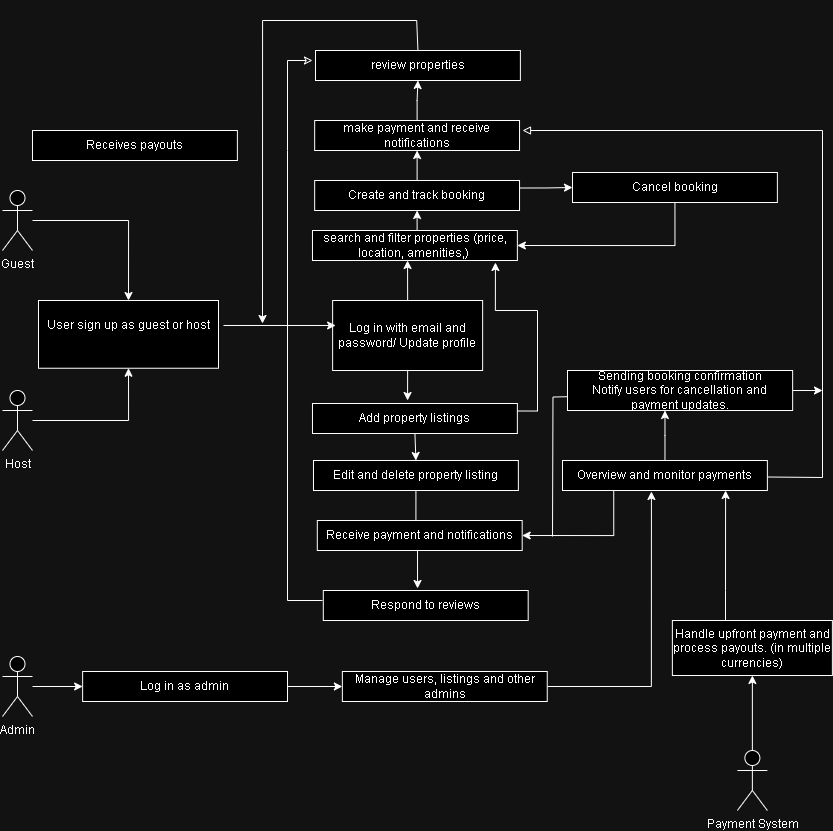 review properties
make payment and receive
notifications
Receives payouts
Create and track booking
Cancel booking
search and filter properties (price,
location, amenities,)
Guest
User sign up as guest or host
Log in with email and
password/ Update profile
Sending booking confirmation
Notify users for cancellation and
payment updates.
Add property listings
Host
Edit and delete property listing
Overview and monitor payments
Receive payment and notifications
Respond to reviews
Handle upfront payment and
process payouts. (in multiple
currencies)
Log in as admin
Manage users, listings and other
admins
Admin
Payment System